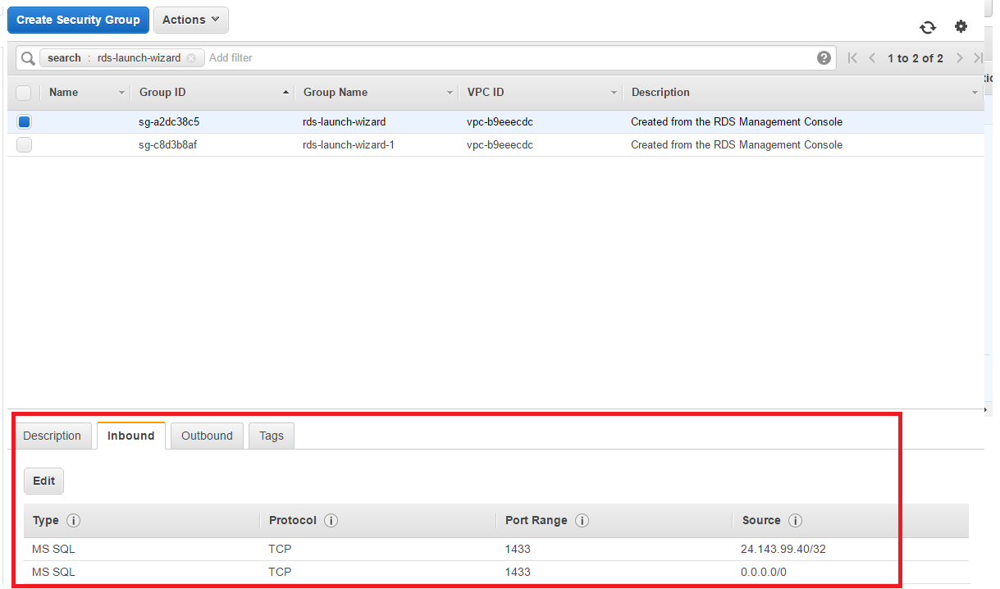 Create Security Group Actions
search : rds-launch-wizard Add filter 1 to 2 of 2
Name Group ID Group Name VPC ID Description
sg-a2dc38c5 rds-launch-wizard vpc-b9eeecdc Created from the RDS Management Console
sg-c8d3b8af rds-launch-wizard-1 vpc-b9eeecdc Created from the RDS Management Console
Description Inbound Outbound Tags
Edit
Type Protocol Port Range Source
MS SQL TCP 1433 24.143.99.40/32
MS SQL TCP 1433 0.0.0.0/0